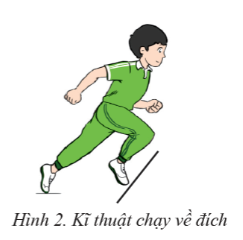 Hình 2. Kĩ thuật chạy về đích